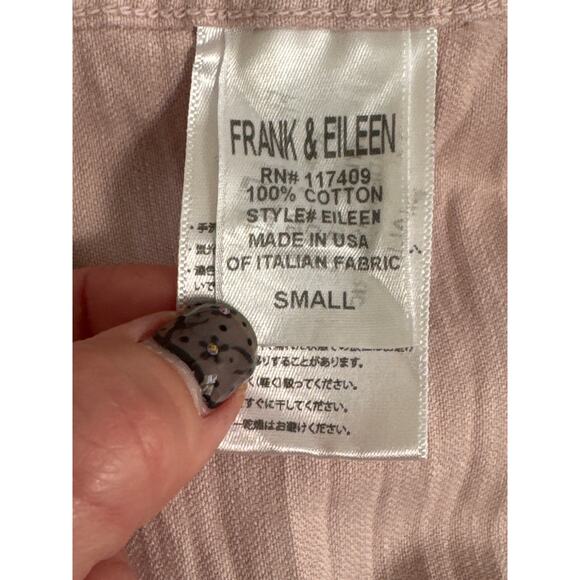 FRANK & EILEEN
RN# 117409
100% COTTON
STYLE# EILEEN
MADE IN USA
OF ITALIAN FABRIC
SMALL
りすることがあります。
(軽く)絞ってください。
すぐに干してください。
乾燥はお避けください。